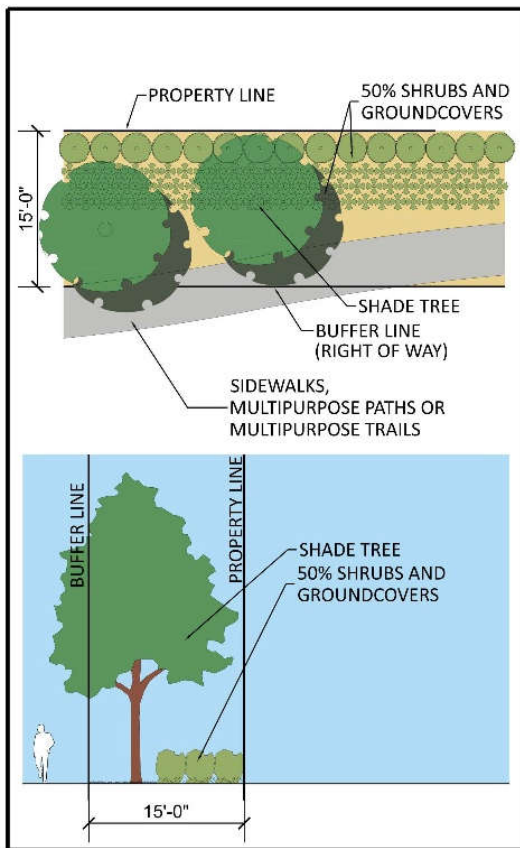 PROPERTY LINE
50% SHRUBS AND
GROUNDCOVERS
15'-0"
SHADE TREE
BUFFER LINE
(RIGHT OF WAY)
SIDEWALKS,
MULTIPURPOSE PATHS OR
MULTIPURPOSE TRAILS
BUFFER LINE
PROPERTY LINE
SHADE TREE
50% SHRUBS AND
GROUNDCOVERS
15'-0"